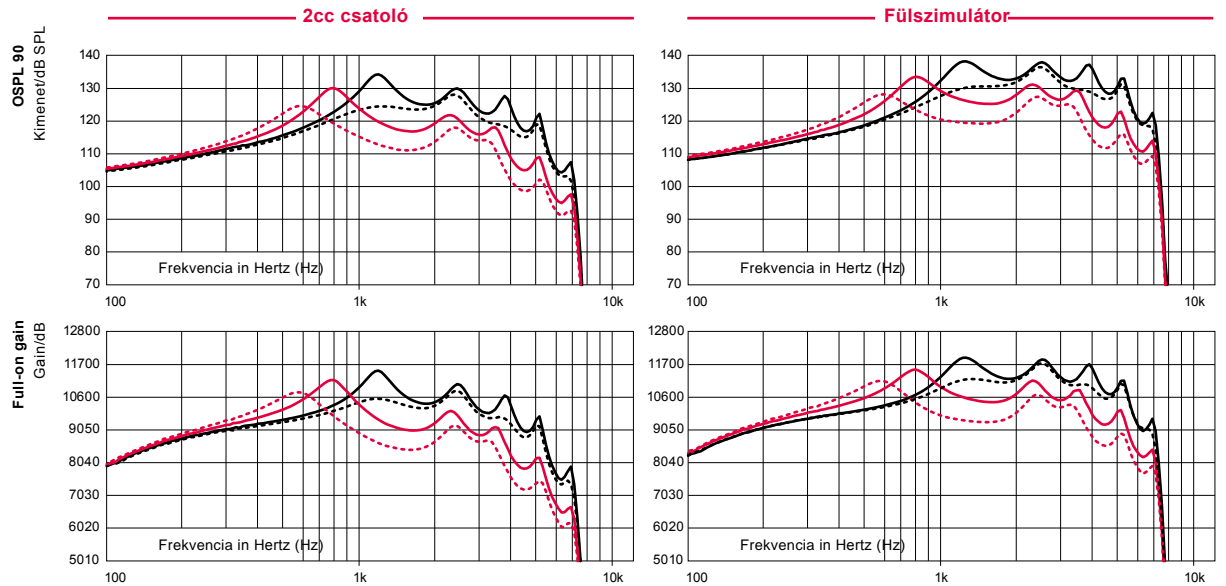 2cc csatoló
Fülszimulátor
OSPL 90
Kimenet/dB SPL
140
130
120
110
100
90
80
70
Frekvencia in Hertz (Hz)
100
1k
10k
140
130
120
110
100
90
80
70
Frekvencia in Hertz (Hz)
100
1k
10k
Full-on gain
Gain/dB
12800
11700
10600
9050
8040
7030
6020
5010
Frekvencia in Hertz (Hz)
100
1k
10k
12800
11700
10600
9050
8040
7030
6020
5010
Frekvencia in Hertz (Hz)
100
1k
10k